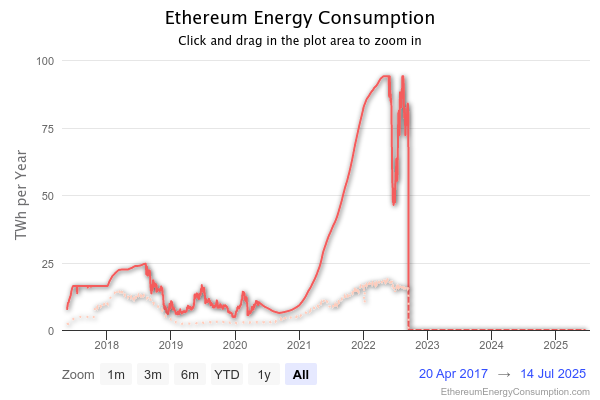 Ethereum Energy Consumption
Click and drag in the plot area to zoom in
TWh per Year
100
75
50
25
0
2018 2019 2020 2021 2022 2023 2024 2025
Zoom 1m 3m 6m YTD 1y All 20 Apr 2017 → 14 Jul 2025
EthereumEnergyConsumption.com